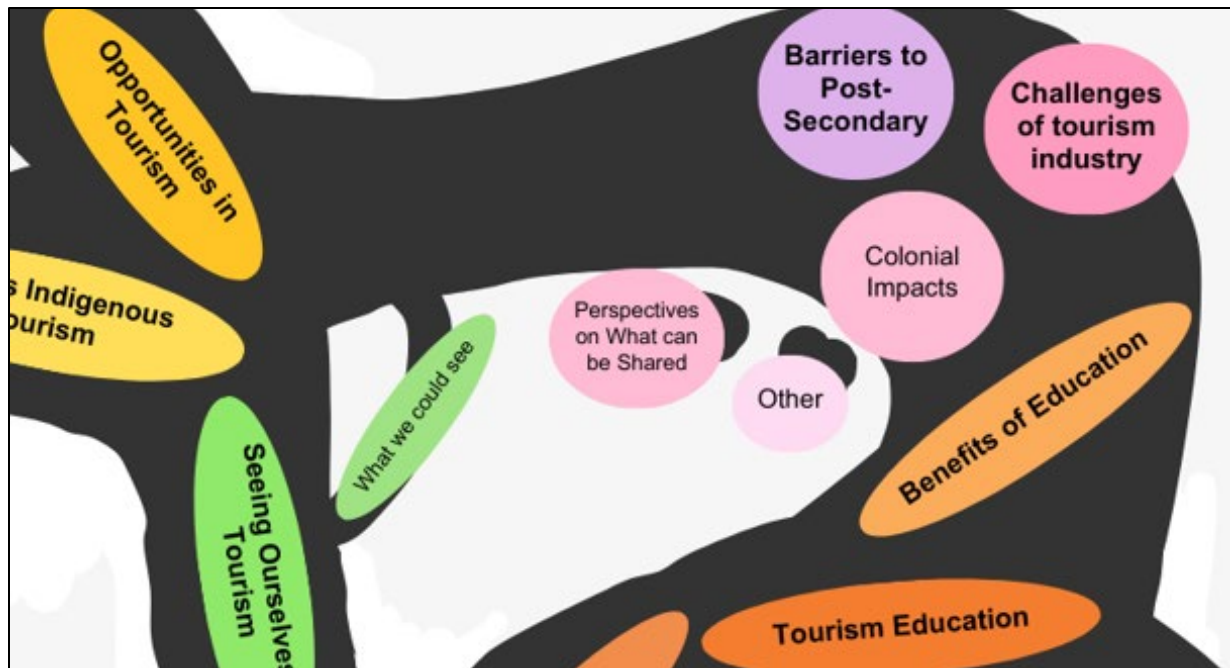 Opportunities in
Tourism
Barriers to
Post-
Secondary
Challenges
of tourism
industry
s Indigenous
ourism
Colonial
Impacts
Perspectives
on What can
be Shared
What we could see
Other
Benefits of Education
Seeing Ourselves
Tourism
Tourism Education